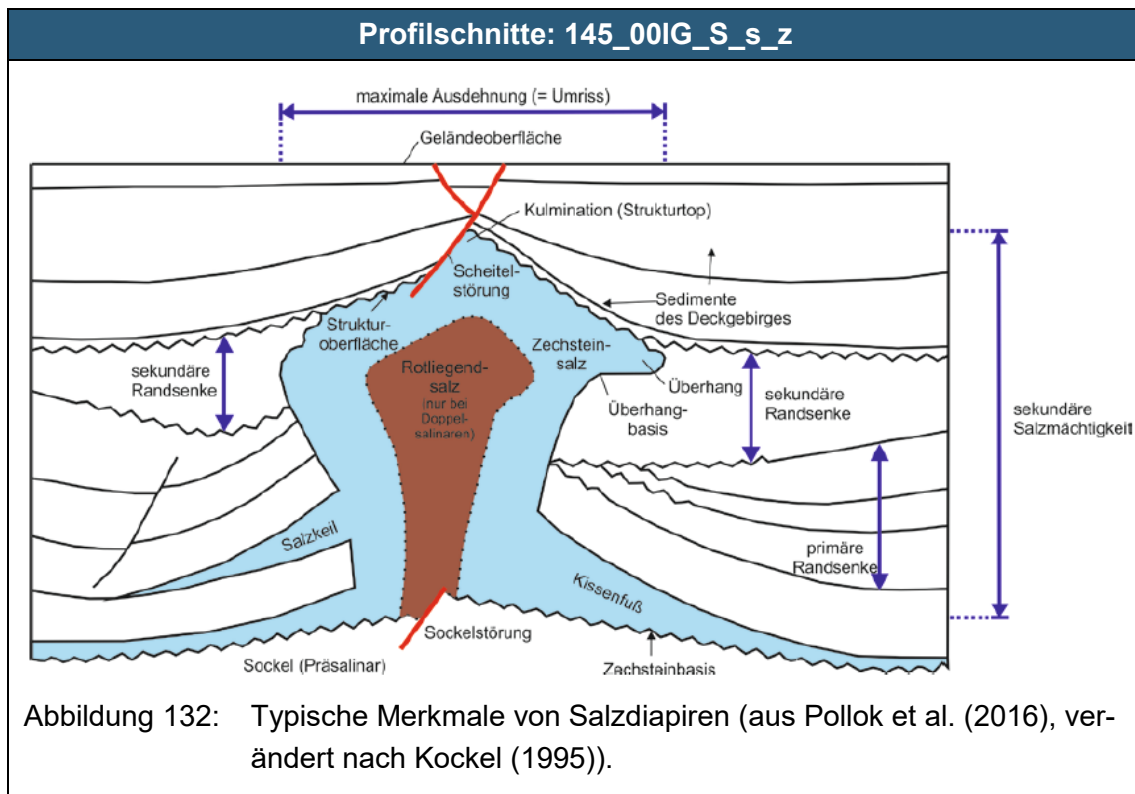 Profilschnitte: 145_00IG_S_s_z
maximale Ausdehnung (= Umriss)
Geländeoberfläche
Kulmination (Strukturtop)
Scheitel-
störung
Sedimente
des Deckgebirges
Struktur-
oberfläche
Zechstein-
salz
Rotliegend-
salz
(nur bei
Doppel-
salinaren)
Überhang
Überhang-
basis
sekundäre
Randsenke
sekundäre
Randsenke
sekundäre
Salzmächtigkeit
primäre
Randsenke
Salzkeil
Kissenfuß
Sockelstörung
Sockel (Präsalinar)
Zechsteinbasis
Abbildung 132: Typische Merkmale von Salzdiapiren (aus Pollok et al. (2016), ver-
ändert nach Kockel (1995)).